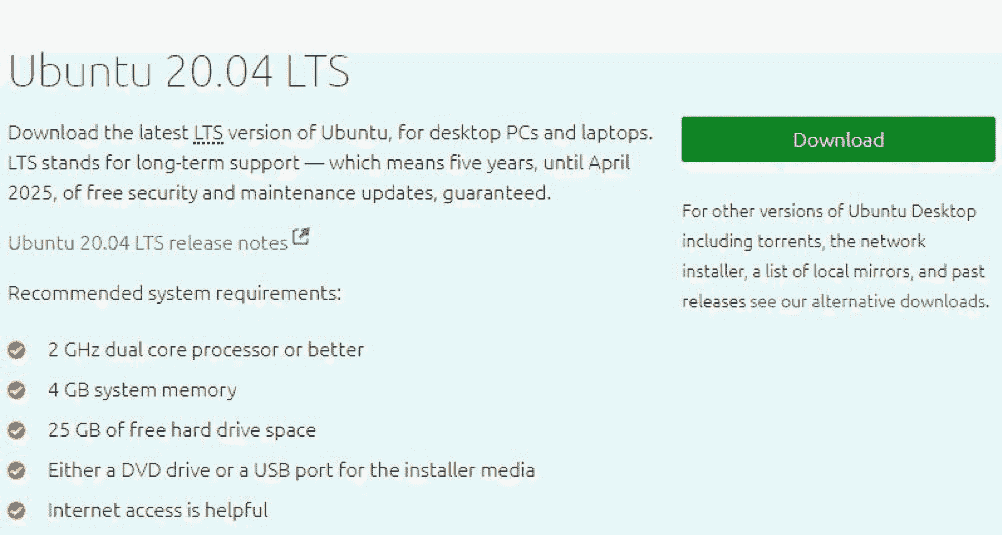 Ubuntu 20.04 LTS
Download the latest LTS version of Ubuntu, for desktop PCs and laptops.
LTS stands for long-term support — which means five years, until April
2025, of free security and maintenance updates, guaranteed.
Ubuntu 20.04 LTS release notes
Recommended system requirements:
2 GHz dual core processor or better
4 GB system memory
25 GB of free hard drive space
Either a DVD drive or a USB port for the installer media
Internet access is helpful
Download
For other versions of Ubuntu Desktop
including torrents, the network
installer, a list of local mirrors, and past
releases see our alternative downloads.